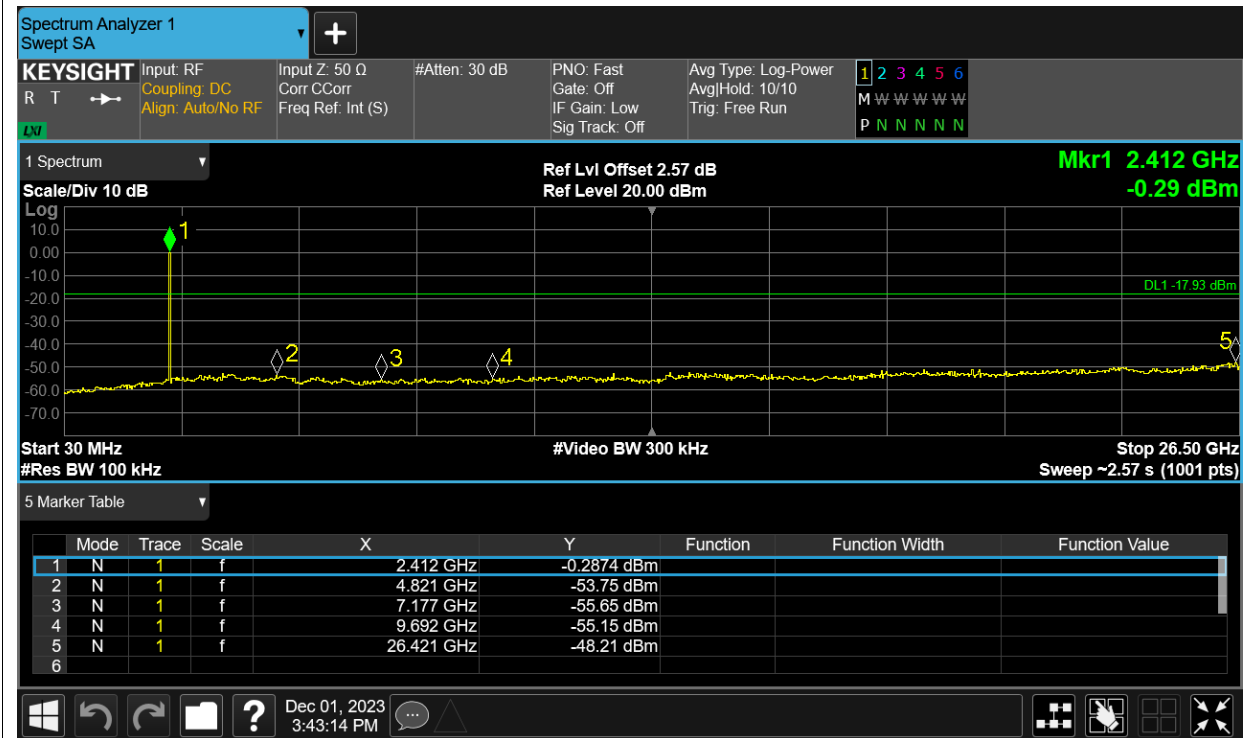 Spectrum Analyzer 1
Swept SA
KEYSIGHT
R T
LXI
Input: RF
Coupling: DC
Align: Auto/No RF
Input Z: 50 Ω
Corr CCorr
Freq Ref: Int (S)
#Atten: 30 dB
PNO: Fast
Gate: Off
IF Gain: Low
Sig Track: Off
Avg Type: Log-Power
Avg|Hold: 10/10
Trig: Free Run
1 2 3 4 5 6
M W W W W W
P N N N N N
1 Spectrum
Scale/Div 10 dB
Ref Lvl Offset 2.57 dB
Ref Level 20.00 dBm
Mkr1 2.412 GHz
-0.29 dBm
Log
10.0
0.00
-10.0
-20.0
-30.0
-40.0
-50.0
-60.0
-70.0
1
2
3
4
5
DL1 -17.93 dBm
Start 30 MHz
#Res BW 100 kHz
#Video BW 300 kHz
Stop 26.50 GHz
Sweep ~2.57 s (1001 pts)
5 Marker Table
Mode Trace Scale X Y Function Function Width Function Value
1 N 1 f 2.412 GHz -0.2874 dBm
2 N 1 f 4.821 GHz -53.75 dBm
3 N 1 f 7.177 GHz -55.65 dBm
4 N 1 f 9.692 GHz -55.15 dBm
5 N 1 f 26.421 GHz -48.21 dBm
6
?
Dec 01, 2023
3:43:14 PM